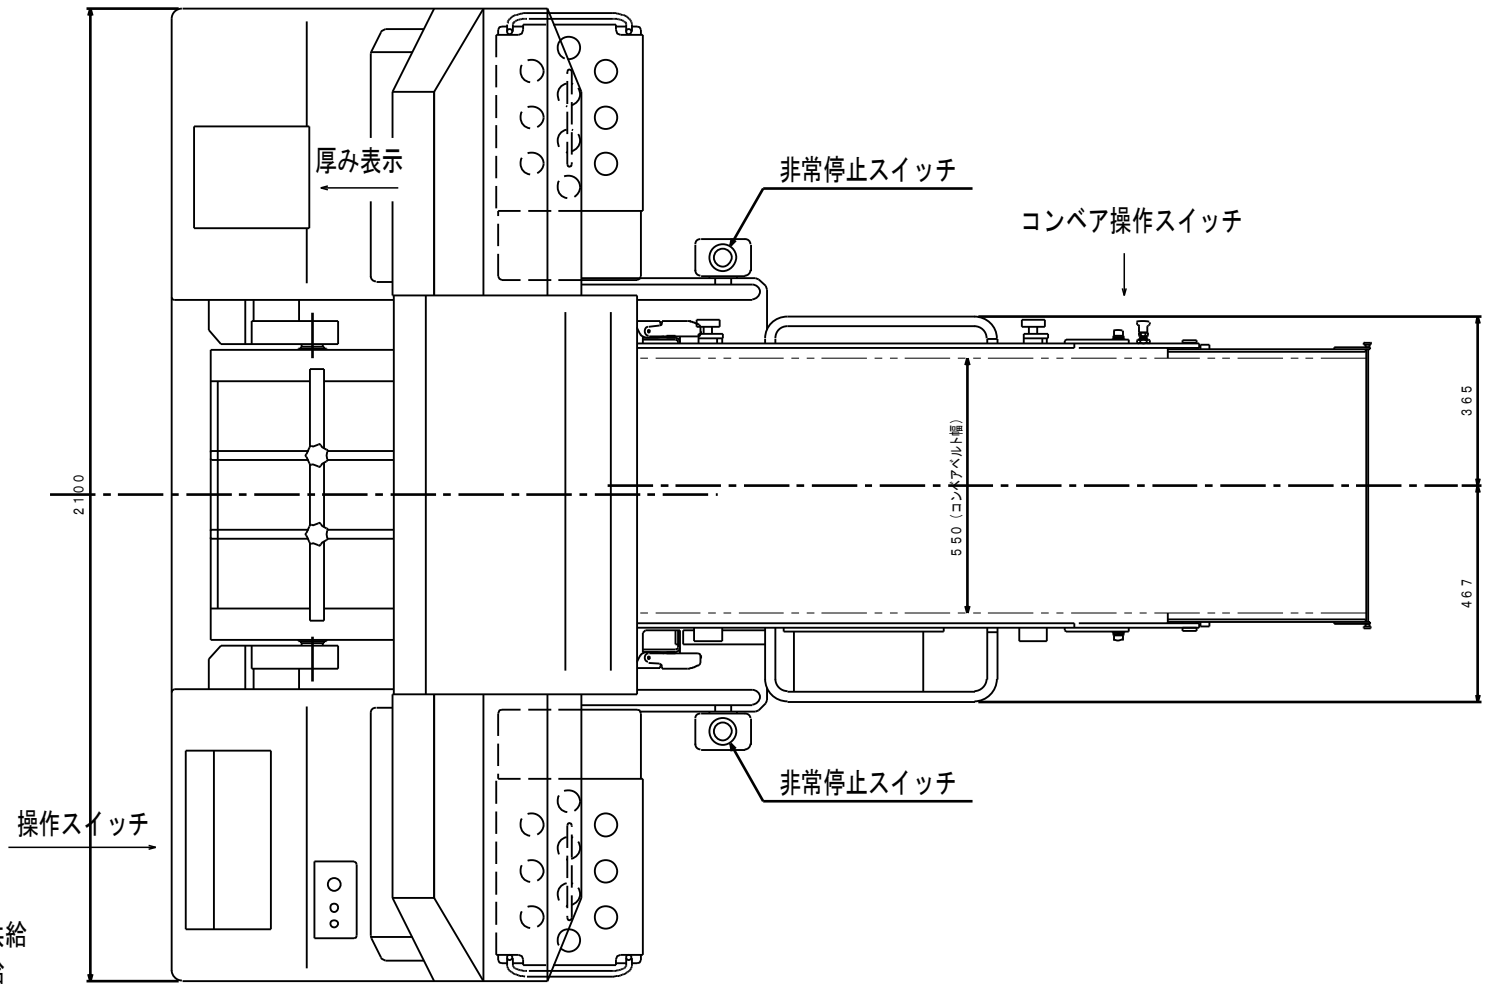 厚み表示
非常停止スイッチ
コンベア操作スイッチ
365
550（コンベアベルト幅）
2100
467
非常停止スイッチ
操作スイッチ
給